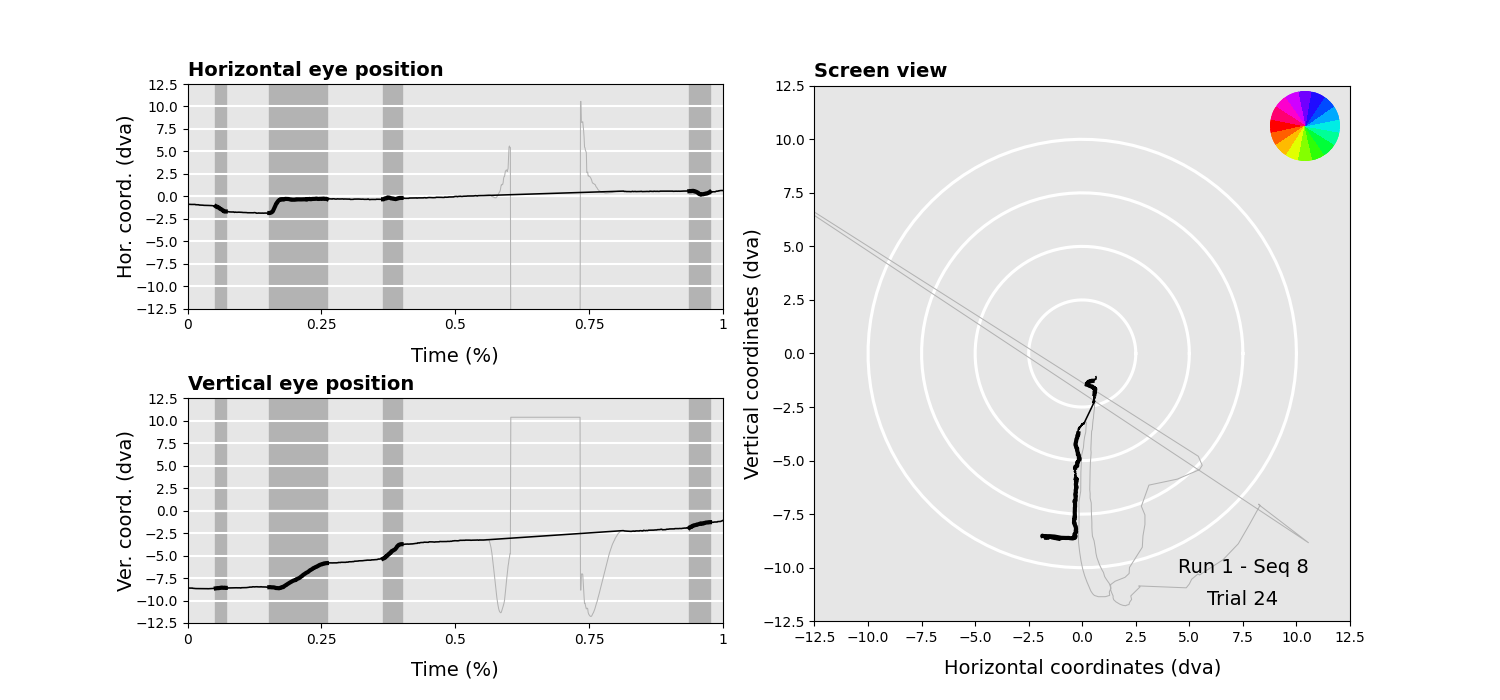 Horizontal eye position
Hor. coord. (dva)
12.5
10.0
7.5
5.0
2.5
0.0
−2.5
−5.0
−7.5
−10.0
−12.5
0 0.25 0.5 0.75 1
Time (%)
Vertical eye position
Ver. coord. (dva)
12.5
10.0
7.5
5.0
2.5
0.0
−2.5
−5.0
−7.5
−10.0
−12.5
0 0.25 0.5 0.75 1
Time (%)
Screen view
Vertical coordinates (dva)
12.5
10.0
7.5
5.0
2.5
0.0
−2.5
−5.0
−7.5
−10.0
−12.5
Run 1 - Seq 8
Trial 24
−12.5 −10.0 −7.5 −5.0 −2.5 0.0 2.5 5.0 7.5 10.0 12.5
Horizontal coordinates (dva)